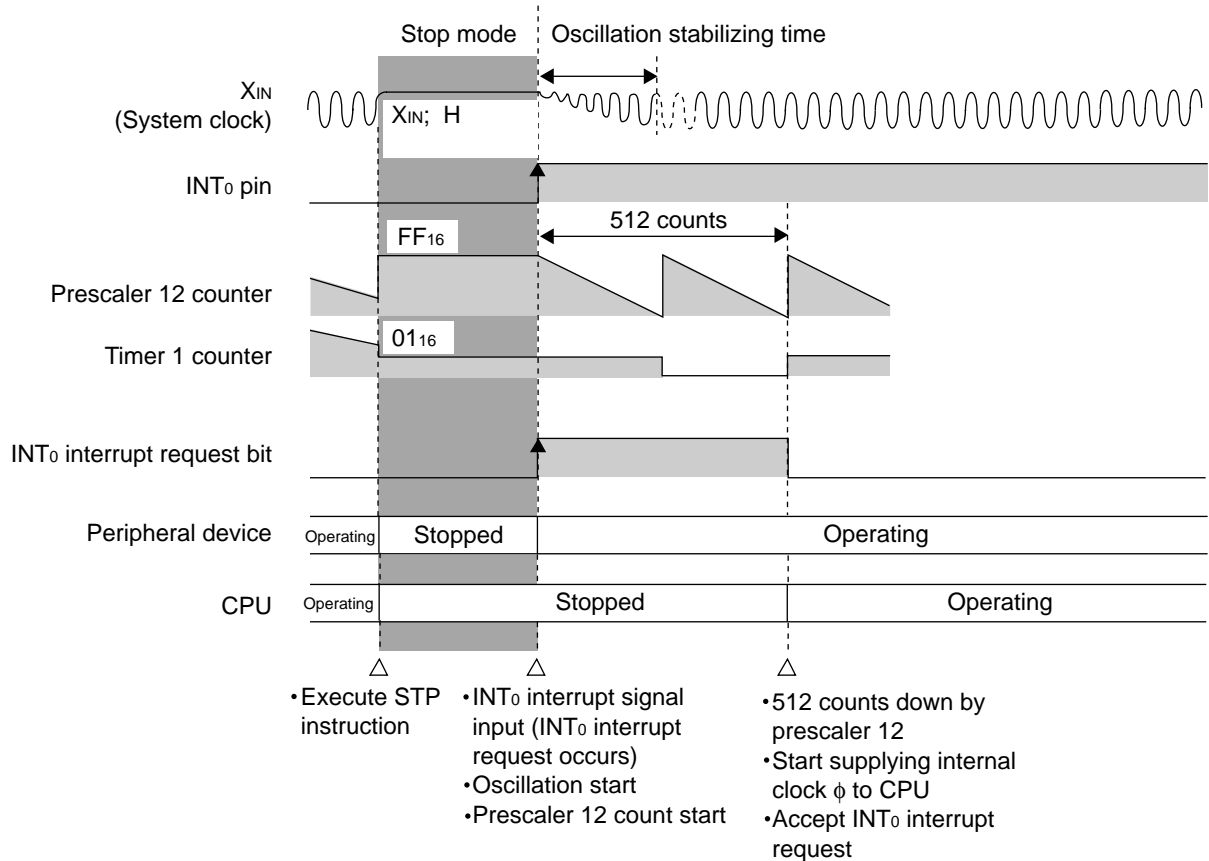 Stop mode
Oscillation stabilizing time
XIN
(System clock)
XIN; H
INT0 pin
512 counts
FF16
Prescaler 12 counter
0116
Timer 1 counter
INT0 interrupt request bit
Peripheral device
Operating
Stopped
Operating
CPU
Operating
Stopped
Operating
•Execute STP
instruction
•INT0 interrupt signal
input (INT0 interrupt
request occurs)
•Oscillation start
•Prescaler 12 count start
•512 counts down by
prescaler 12
•Start supplying internal
clock ϕ to CPU
•Accept INT0 interrupt
request